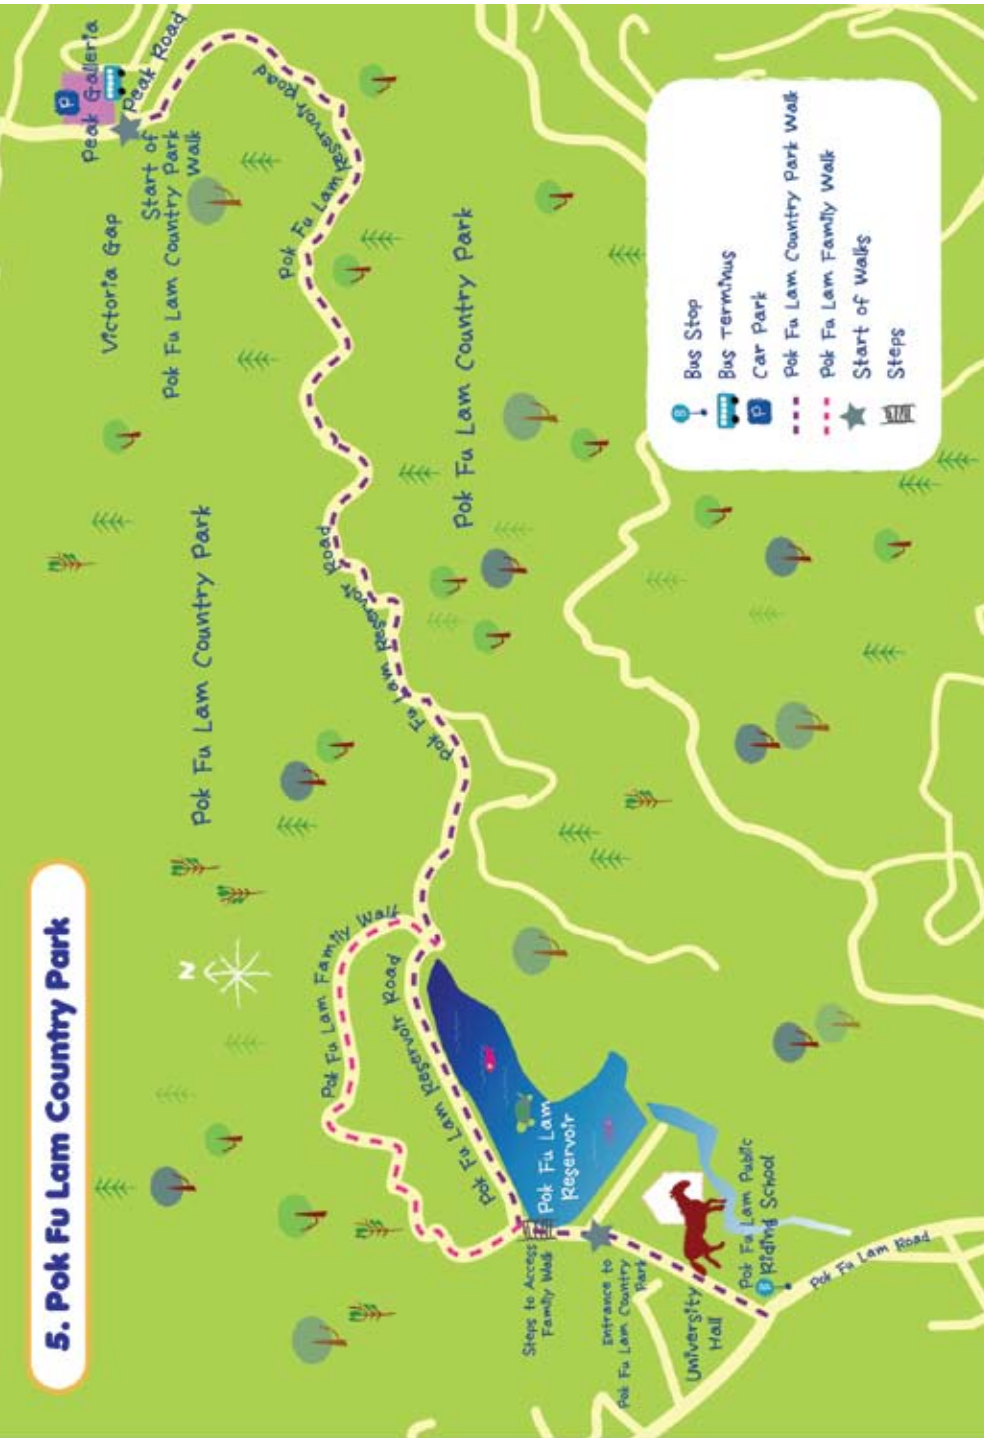 5. Pok Fu Lam Country Park
N
Pok Fu Lam Country Park
Victoria Gap
Peak Galleria
P
Peak Road
Start of
Pok Fu Lam Country Park
Walk
Pok Fu Lam Reservoir Road
Pok Fu Lam Country Park
Pok Fu Lam Reservoir Road
Pok Fu Lam Family Walk
Pok Fu Lam Reservoir Road
Pok Fu Lam
Reservoir
Steps to Access
Family Walk
Entrance to
Pok Fu Lam Country
Park
University
Hall
Pok Fu Lam Public
Riding School
B
Pok Fu Lam Road
B Bus Stop
Bus Terminus
P Car Park
Pok Fu Lam Country Park Walk
Pok Fu Lam Family Walk
Start of Walks
Steps